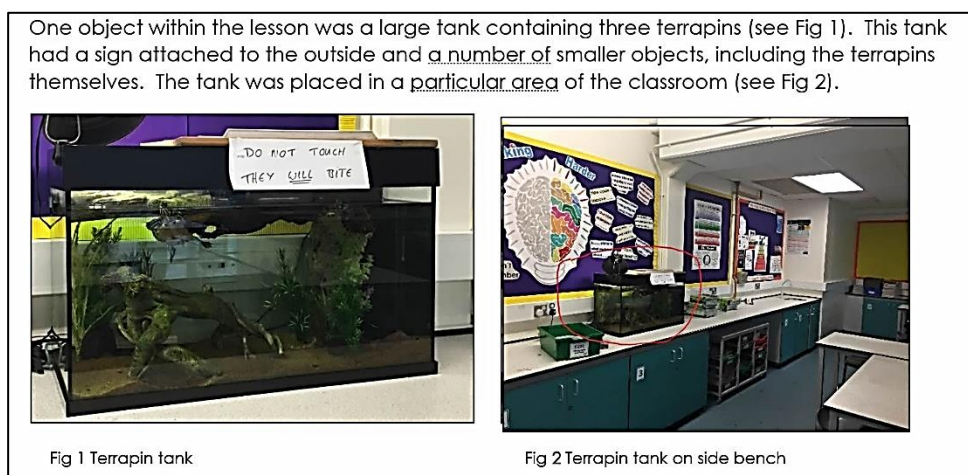 One object within the lesson was a large tank containing three terrapins (see Fig 1). This tank
had a sign attached to the outside and a number of smaller objects, including the terrapins
themselves. The tank was placed in a particular area of the classroom (see Fig 2).
DO NOT TOUCH
THEY WILL BITE
king
Harder
Fig 1 Terrapin tank
Fig 2 Terrapin tank on side bench